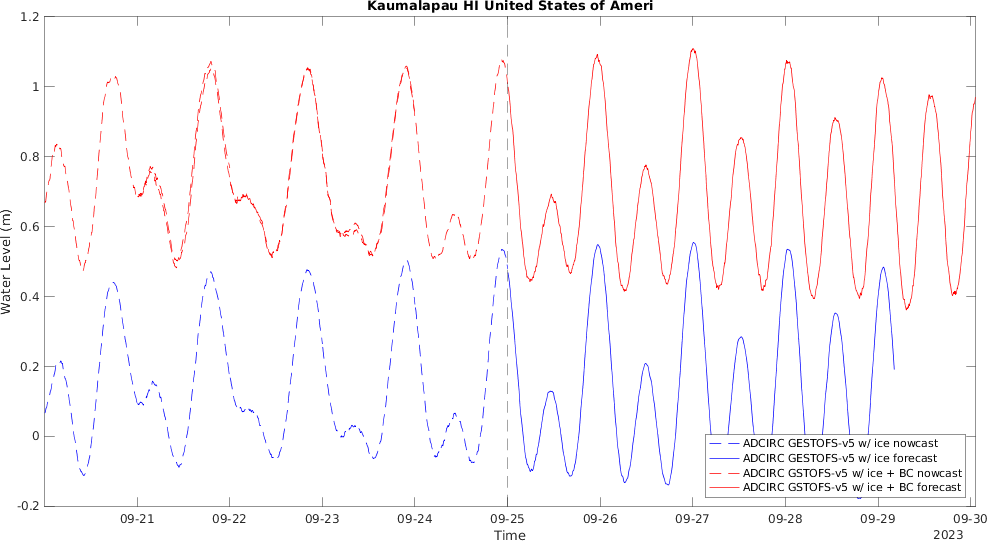 Kaumalapau HI United States of Ameri
Water Level (m)
1.2
1
0.8
0.6
0.4
0.2
0
-0.2
ADCIRC GESTOFS-v5 w/ ice nowcast
ADCIRC GESTOFS-v5 w/ ice forecast
ADCIRC GSTOFS-v5 w/ ice + BC nowcast
ADCIRC GSTOFS-v5 w/ ice + BC forecast
09-21 09-22 09-23 09-24 09-25 09-26 09-27 09-28 09-29 09-30
Time
2023